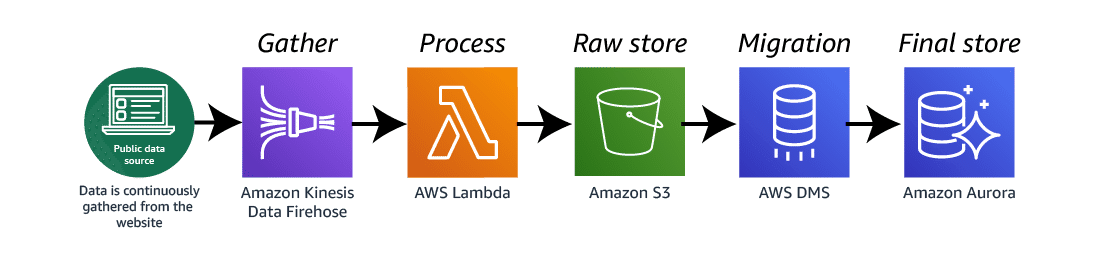 Gather
Process
Raw store
Migration
Final store
Public data
source
Data is continuously
gathered from the
website
Amazon Kinesis
Data Firehose
AWS Lambda
Amazon S3
AWS DMS
Amazon Aurora